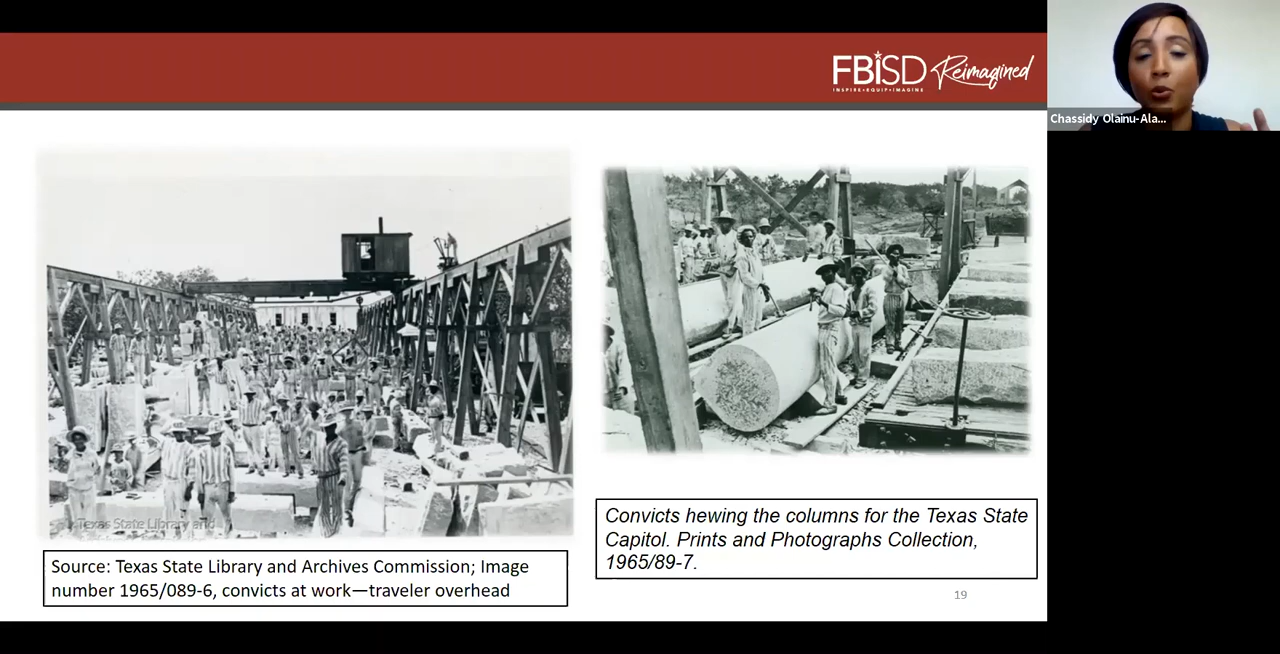 FBISD Reimagined
INSPIRE•EQUIP•IMAGINE
Chassidy Olainu-Ala...
Texas State Library and
Source: Texas State Library and Archives Commission; Image
number 1965/089-6, convicts at work—traveler overhead
Convicts hewing the columns for the Texas State
Capitol. Prints and Photographs Collection,
1965/89-7.
19